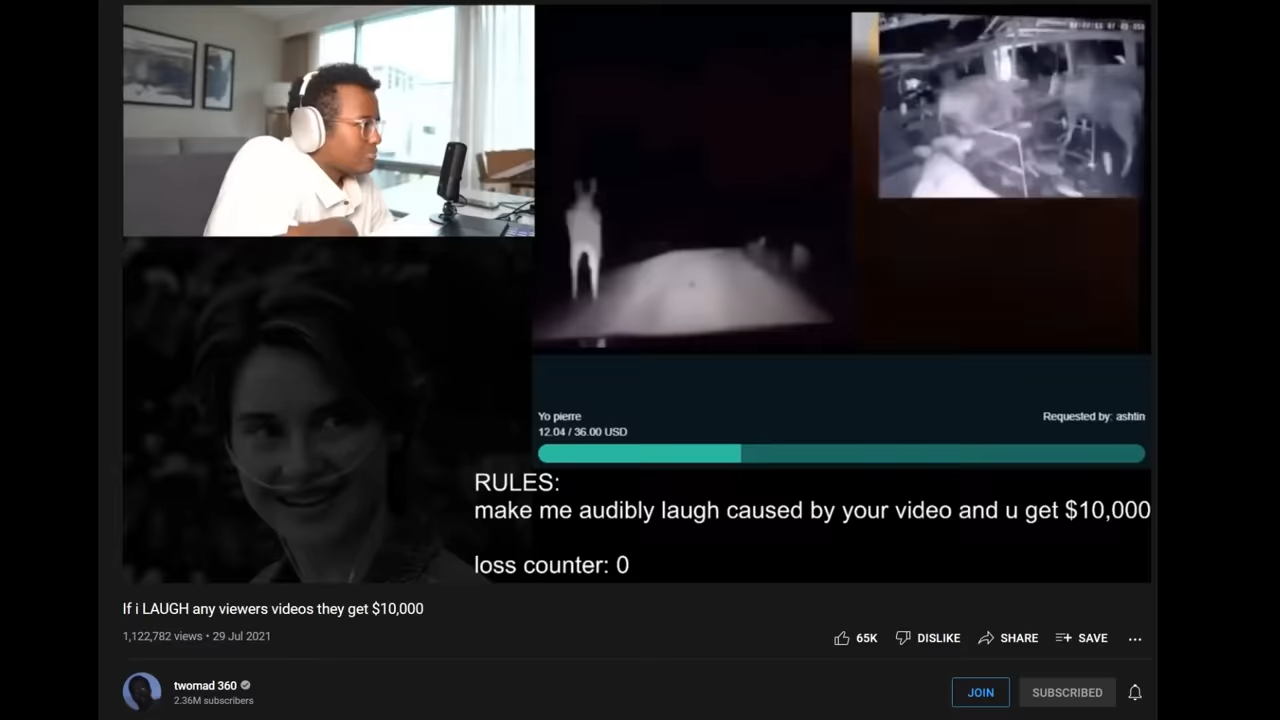 Yo pierre
Requested by: ashtin
12.04 / 36.00 USD
RULES:
make me audibly laugh caused by your video and u get $10,000
loss counter: 0
If i LAUGH any viewers videos they get $10,000
1,122,782 views • 29 Jul 2021
65K
DISLIKE
SHARE
SAVE
twomad 360
2.36M subscribers
JOIN
SUBSCRIBED